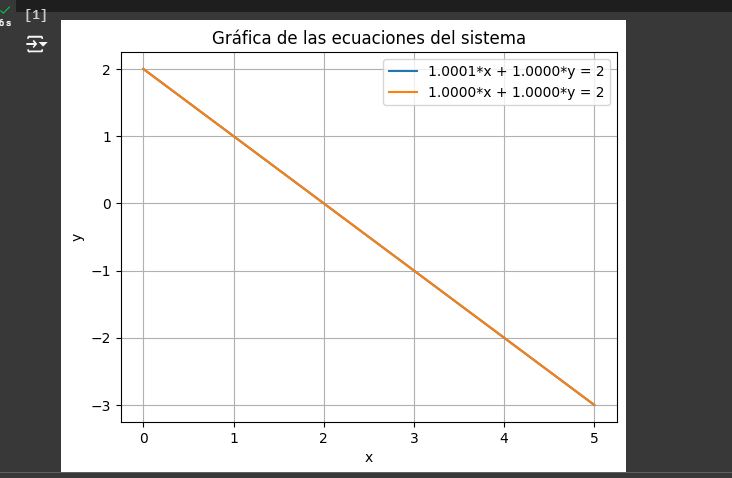 [1]
6 s
Gráfica de las ecuaciones del sistema
1.0001*x + 1.0000*y = 2
1.0000*x + 1.0000*y = 2
2
1
0
−1
−2
−3
y
0 1 2 3 4 5
x